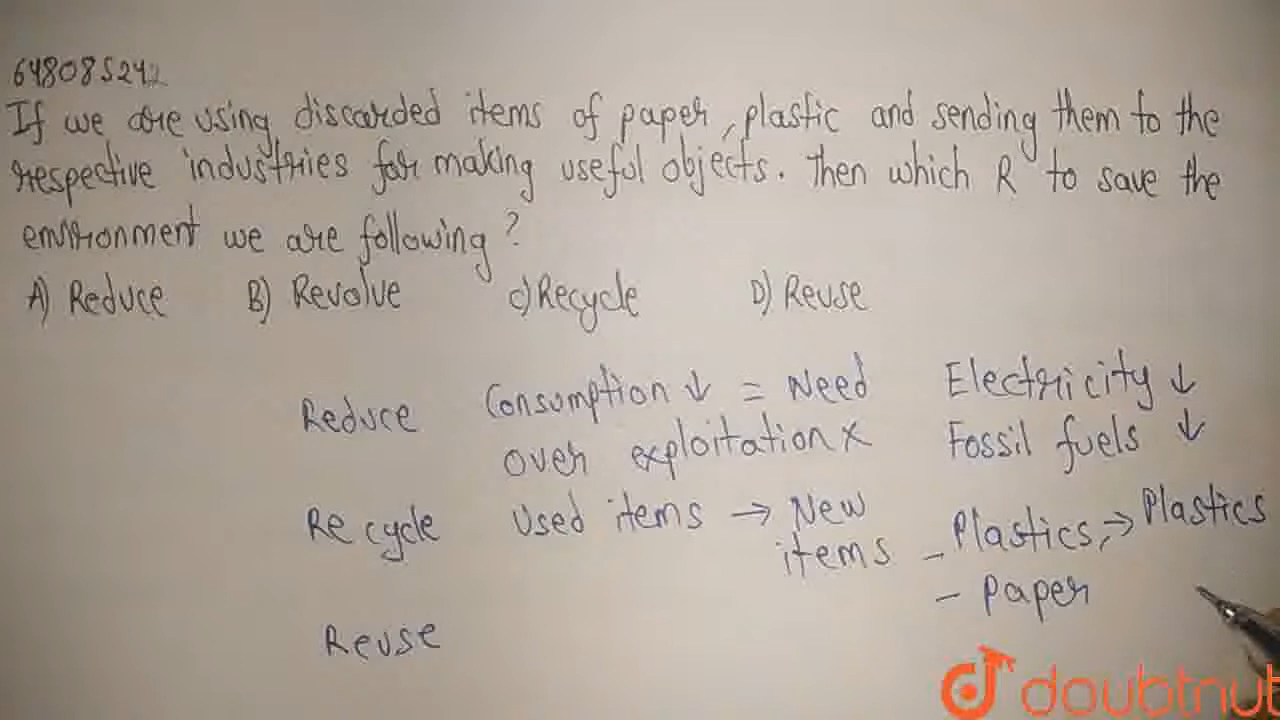 648085242
If we are using discarded items of paper, plastic and sending them to the
respective industries for making useful objects. Then which R to save the
environment we are following?
A) Reduce B) Revolve C) Recycle D) Reuse
Reduce Consumption ↓ = Need Electricity ↓
over exploitation × Fossil fuels ↓
Recycle Used items → New items - Plastics, → Plastics
- Paper
Reuse
doubtnut